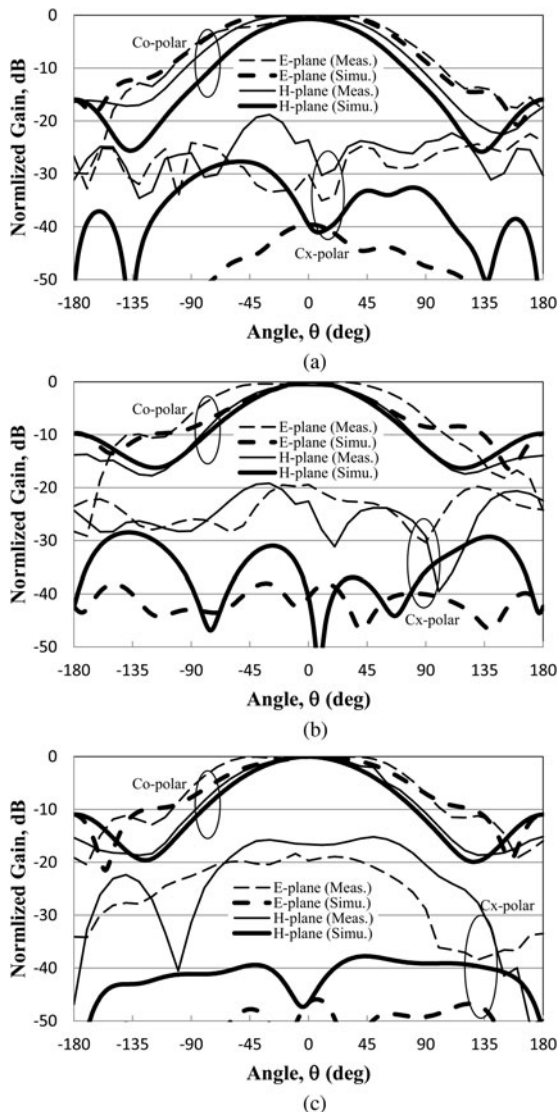 0
-10
-20
-30
-40
-50
Normlized Gain, dB
Co-polar
E-plane (Meas.)
E-plane (Simu.)
H-plane (Meas.)
H-plane (Simu.)
Cx-polar
-180 -135 -90 -45 0 45 90 135 180
Angle, θ (deg)
(a)
0
-10
-20
-30
-40
-50
Normlized Gain, dB
Co-polar
E-plane (Meas.)
E-plane (Simu.)
H-plane (Meas.)
H-plane (Simu.)
Cx-polar
-180 -135 -90 -45 0 45 90 135 180
Angle, θ (deg)
(b)
0
-10
-20
-30
-40
-50
Normlized Gain, dB
Co-polar
E-plane (Meas.)
E-plane (Simu.)
H-plane (Meas.)
H-plane (Simu.)
Cx-polar
-180 -135 -90 -45 0 45 90 135 180
Angle, θ (deg)
(c)